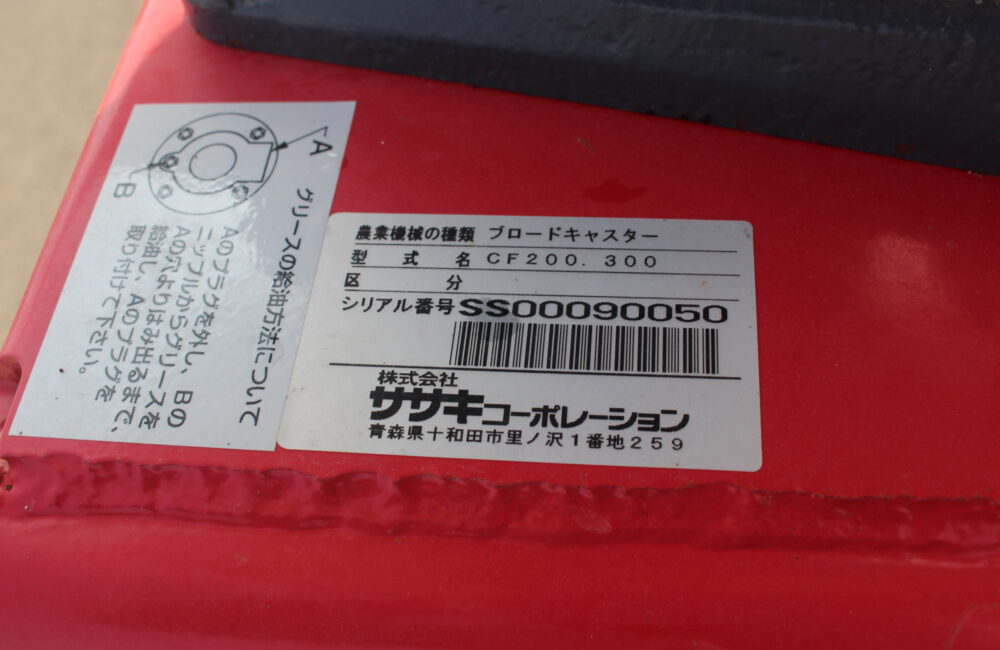 A
B
グリースの給油方法について
Aのプラグを外し、Bの
ニップルからグリースを
Aの穴よりはみ出るまで、
給油し、Aのプラグを
取り付けて下さい。
農業機械の種類 ブロードキャスター
型式名 CF200.300
区分
シリアル番号 SS00090050
株式会社
ササキコーポレーション
青森県十和田市里ノ沢1番地259